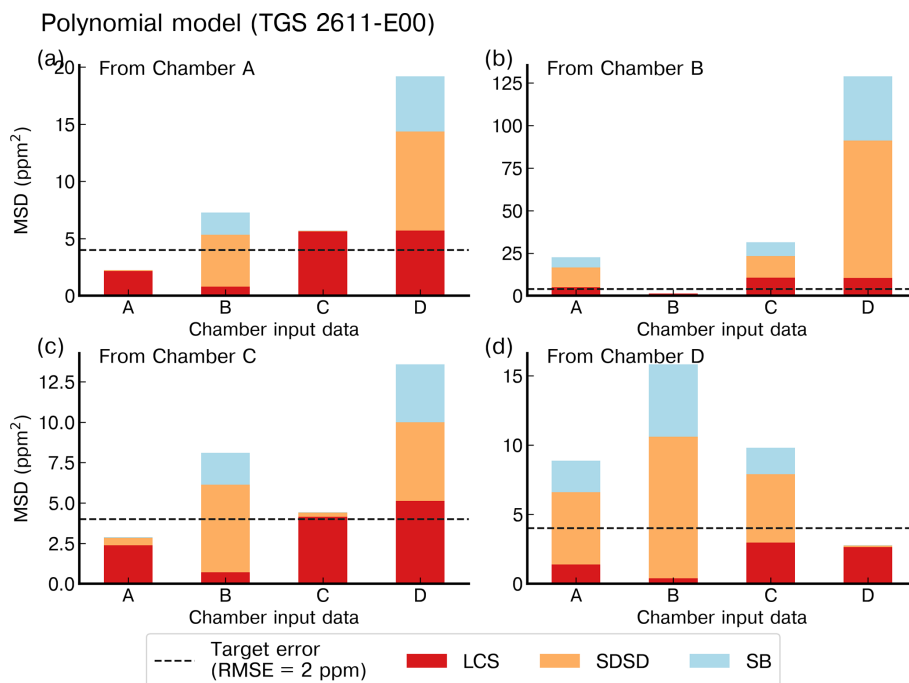 Polynomial model (TGS 2611-E00)
(a)
From Chamber A
MSD (ppm²)
20
15
10
5
0
A B C D
Chamber input data
(b)
From Chamber B
125
100
75
50
25
0
A B C D
Chamber input data
(c)
From Chamber C
MSD (ppm²)
12.5
10.0
7.5
5.0
2.5
0.0
A B C D
Chamber input data
(d)
From Chamber D
15
10
5
0
A B C D
Chamber input data
Target error
(RMSE = 2 ppm)
LCS
SDSD
SB